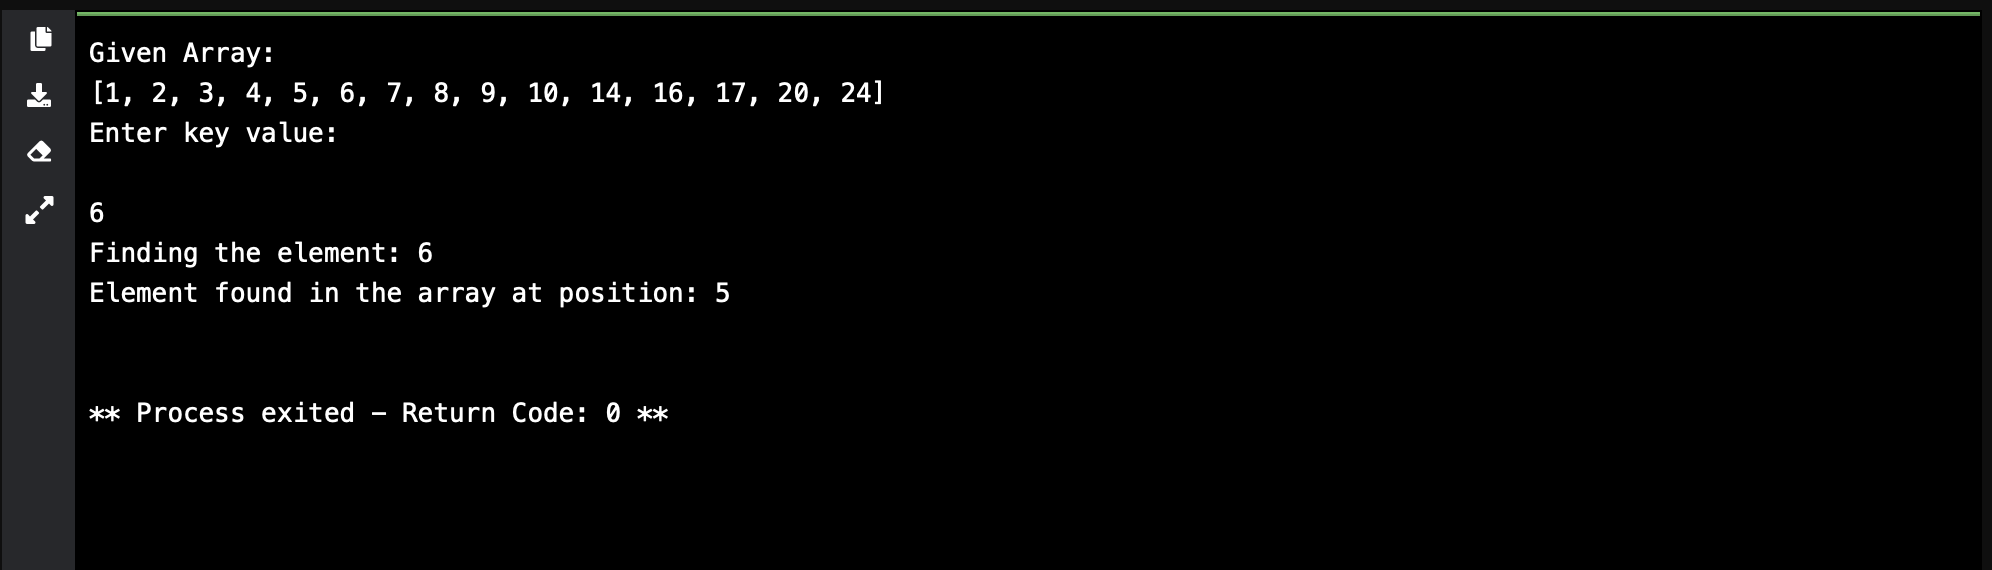 Given Array:
[1, 2, 3, 4, 5, 6, 7, 8, 9, 10, 14, 16, 17, 20, 24]
Enter key value:
6
Finding the element: 6
Element found in the array at position: 5
** Process exited – Return Code: 0 **